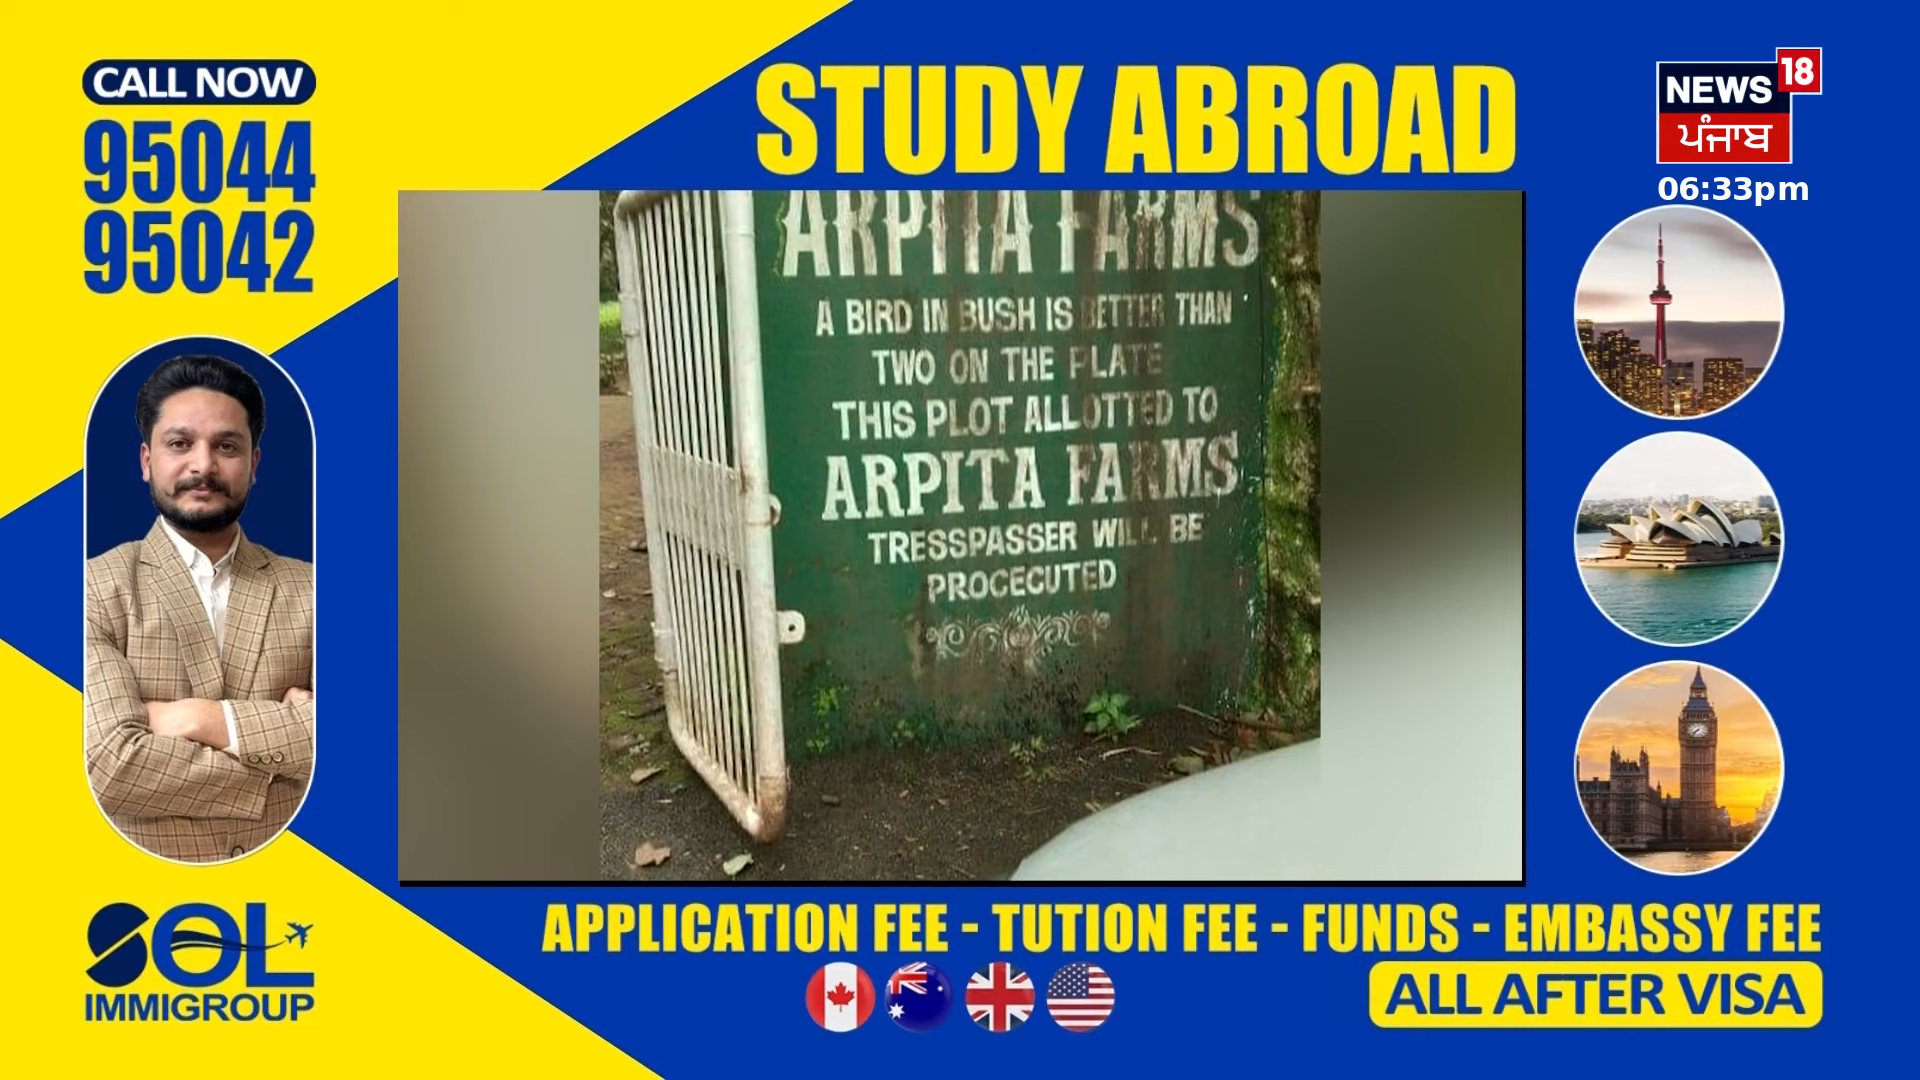 CALL NOW
95044
95042
STUDY ABROAD
NEWS 18
ਪੰਜਾਬ
06:33pm
ARPITA FARMS
A BIRD IN BUSH IS BETTER THAN
TWO ON THE PLATE
THIS PLOT ALLOTTED TO
ARPITA FARMS
TRESSPASSER WILL BE
PROCECUTED
SOL
IMMIGROUP
APPLICATION FEE - TUTION FEE - FUNDS - EMBASSY FEE
ALL AFTER VISA